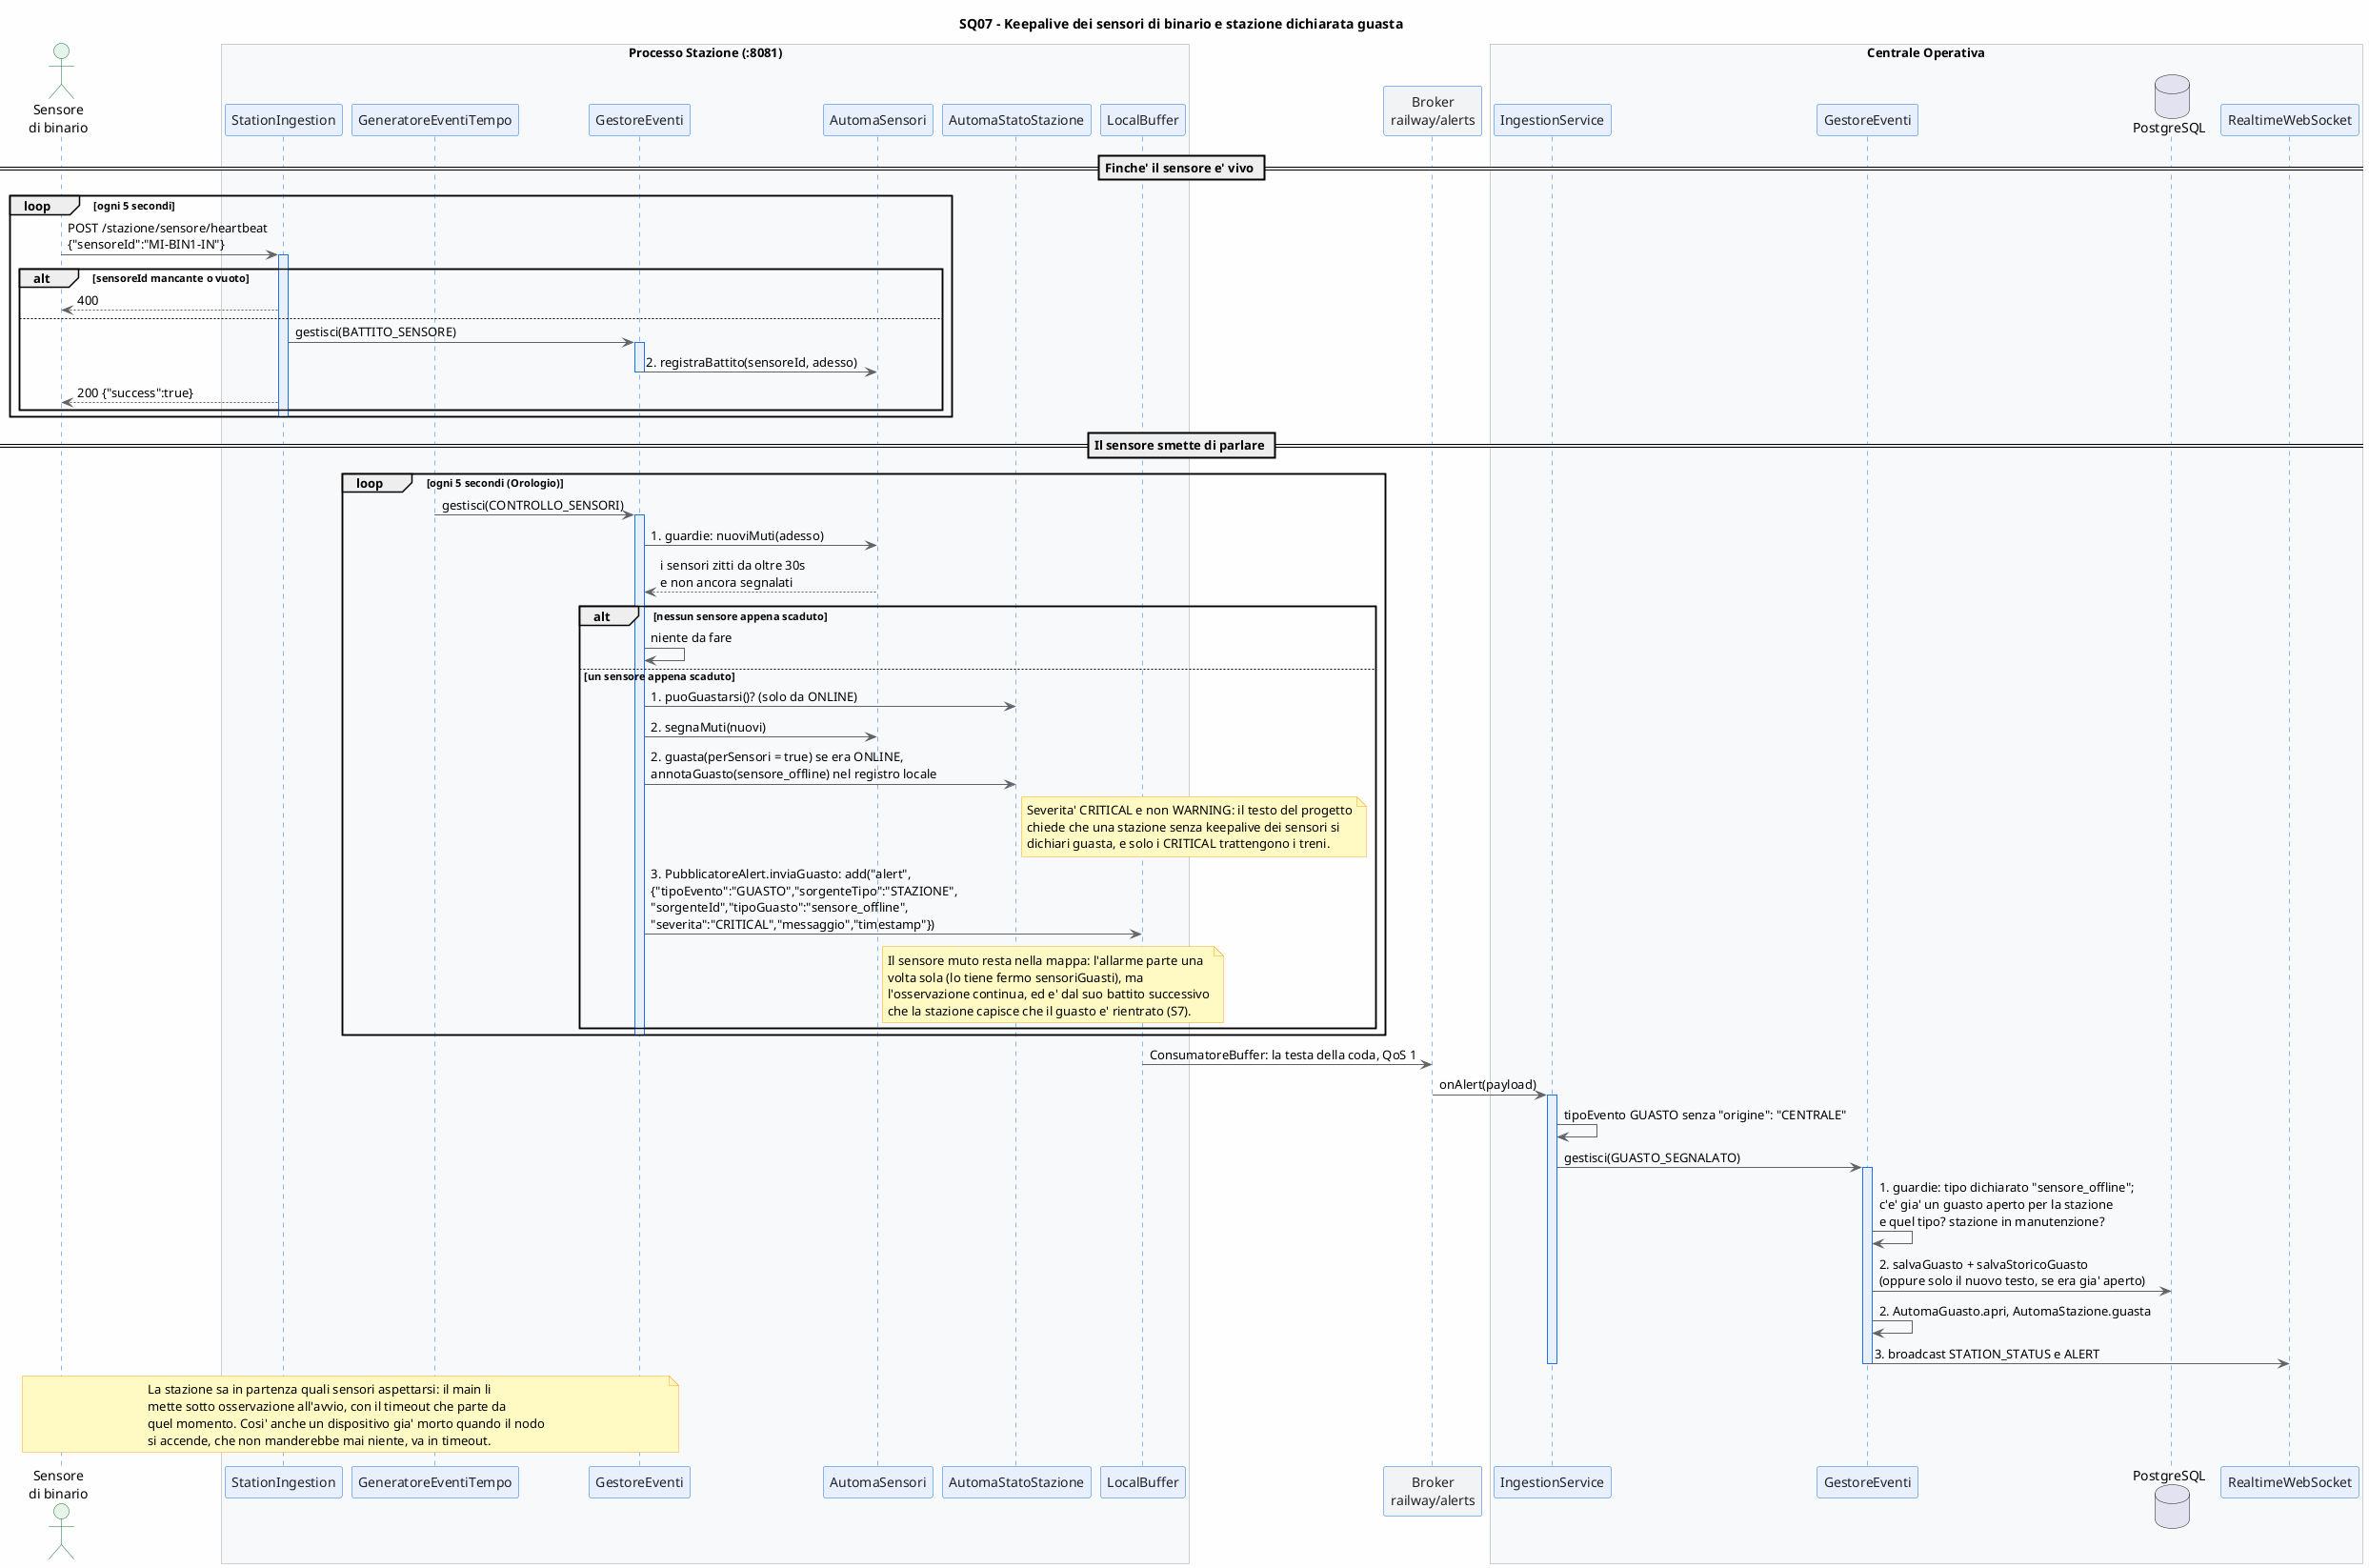 SQ07 - Keepalive dei sensori di binario e stazione dichiarata guasta
Processo Stazione (:8081)
Centrale Operativa
Sensore
di binario
StationIngestion
GeneratoreEventiTempo
GestoreEventi
AutomaSensori
AutomaStatoStazione
LocalBuffer
Broker
railway/alerts
IngestionService
GestoreEventi
PostgreSQL
RealtimeWebSocket
Finche' il sensore e' vivo
loop [ogni 5 secondi]
POST /stazione/sensore/heartbeat
{"sensoreId":"MI-BIN1-IN"}
alt [sensoreId mancante o vuoto]
400
gestisci(BATTITO_SENSORE)
2. registraBattito(sensoreId, adesso)
200 {"success":true}
Il sensore smette di parlare
loop [ogni 5 secondi (Orologio)]
gestisci(CONTROLLO_SENSORI)
1. guardie: nuoviMuti(adesso)
i sensori zitti da oltre 30s
e non ancora segnalati
alt [nessun sensore appena scaduto]
niente da fare
[un sensore appena scaduto]
1. puoGuastarsi()? (solo da ONLINE)
2. segnaMuti(nuovi)
2. guasta(perSensori = true) se era ONLINE,
annotaGuasto(sensore_offline) nel registro locale
Severita' CRITICAL e non WARNING: il testo del progetto
chiede che una stazione senza keepalive dei sensori si
dichiari guasta, e solo i CRITICAL trattengono i treni.
3. PubblicatoreAlert.inviaGuasto: add("alert",
{"tipoEvento":"GUASTO","sorgenteTipo":"STAZIONE",
"sorgenteId","tipoGuasto":"sensore_offline",
"severita":"CRITICAL","messaggio","timestamp"})
Il sensore muto resta nella mappa: l'allarme parte una
volta sola (lo tiene fermo sensoriGuasti), ma
l'osservazione continua, ed e' dal suo battito successivo
che la stazione capisce che il guasto e' rientrato (S7).
ConsumatoreBuffer: la testa della coda, QoS 1
onAlert(payload)
tipoEvento GUASTO senza "origine": "CENTRALE"
gestisci(GUASTO_SEGNALATO)
1. guardie: tipo dichiarato "sensore_offline";
c'e' gia' un guasto aperto per la stazione
e quel tipo? stazione in manutenzione?
2. salvaGuasto + salvaStoricoGuasto
(oppure solo il nuovo testo, se era gia' aperto)
2. AutomaGuasto.apri, AutomaStazione.guasta
3. broadcast STATION_STATUS e ALERT
La stazione sa in partenza quali sensori aspettarsi: il main li
mette sotto osservazione all'avvio, con il timeout che parte da
quel momento. Cosi' anche un dispositivo gia' morto quando il nodo
si accende, che non manderebbe mai niente, va in timeout.
Sensore
di binario
StationIngestion
GeneratoreEventiTempo
GestoreEventi
AutomaSensori
AutomaStatoStazione
LocalBuffer
Broker
railway/alerts
IngestionService
GestoreEventi
PostgreSQL
RealtimeWebSocket